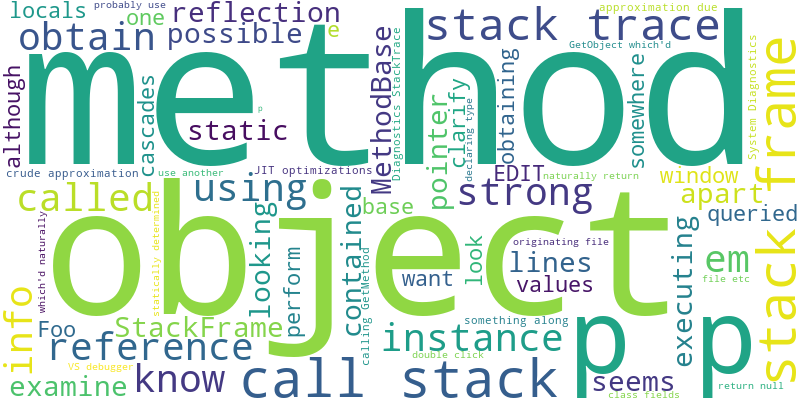 probably use
locals
one
reflection
stack trace
approximation due
obtain
possible
e
GetObject which'd
although
method
cascades
p
static
MethodBase
Diagnostics StackTrace
clarify
declaring type
obtaining
somewhere
System Diagnostics
stack frame
crude approximation
use another
JIT optimizations
pointer
EDIT
naturally return
window
called
using
strong
apart
base
queried
which'd naturally
statically determined
object
looking
contained
originating file
look
lines
executing
em
want
values
file etc
info
Foo
StackFrame
perform
calling GetMethod
something along
reference
instance
p p
VS debugger
double click
examine
know
call stack
seems
return null
class fields